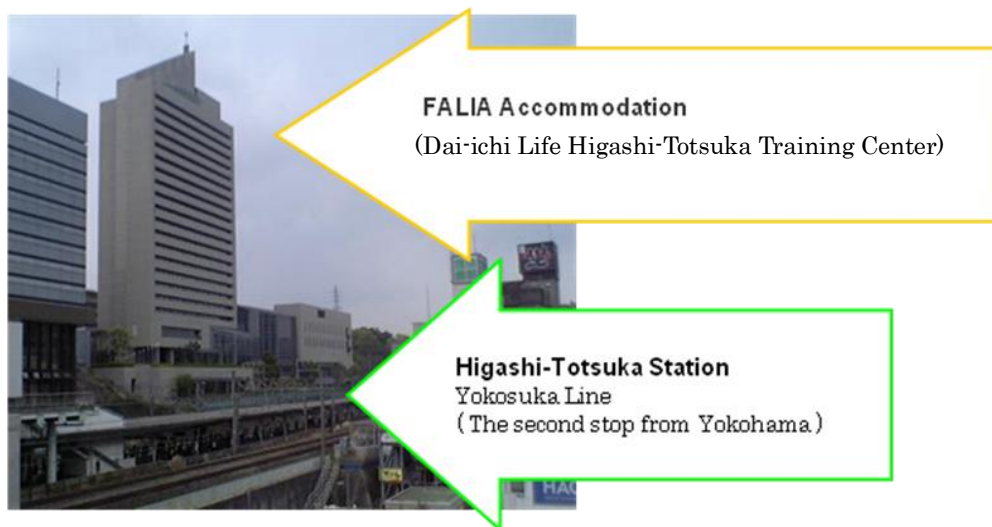 FALIA Accommodation
(Dai-ichi Life Higashi-Totsuka Training Center)
Higashi-Totsuka Station
Yokosuka Line
( The second stop from Yokohama )